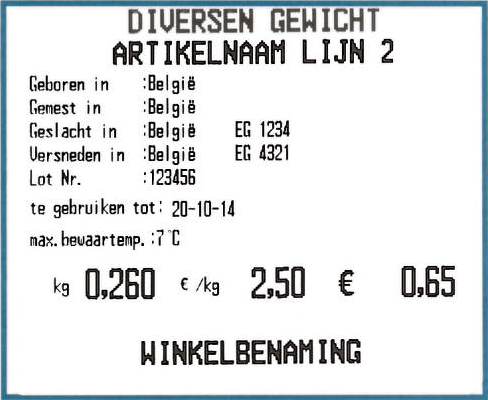 DIVERSEN GEWICHT
ARTIKELNAAM LIJN 2
Geboren in :België
Gemest in :België
Geslacht in :België EG 1234
Versneden in :België EG 4321
Lot Nr. :123456
te gebruiken tot: 20-10-14
max.bewaartemp. :7°C
kg 0,260 € /kg 2,50 € 0,65
WINKELBENAMING